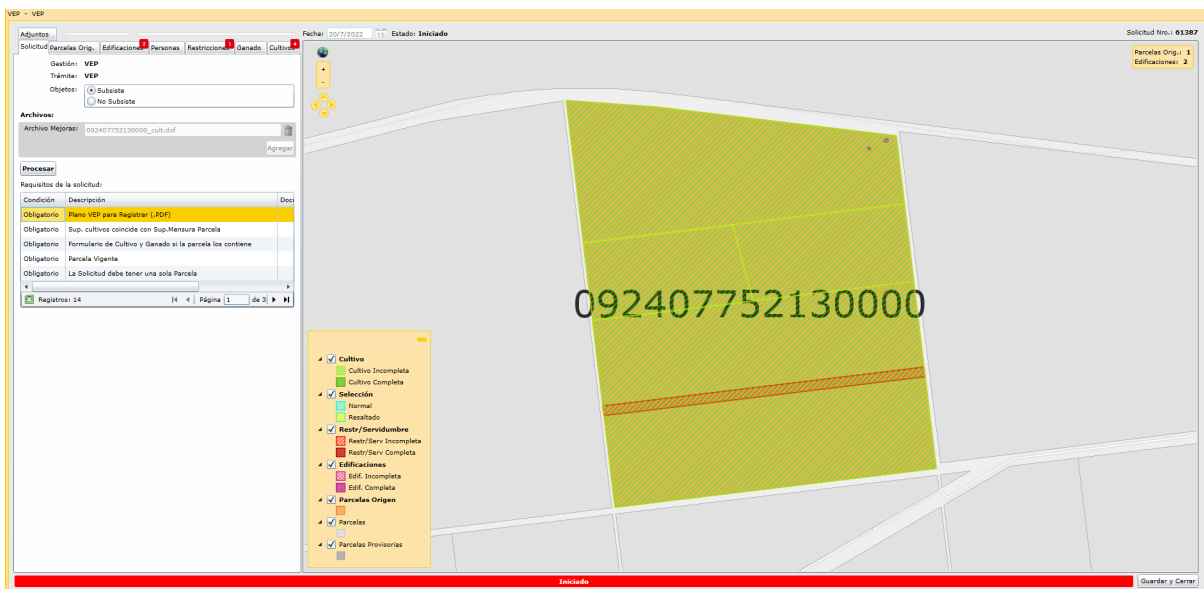 VEP - VEP
Adjuntos
Solicitud Parcelas Orig. Edificaciones 2 Personas Restricciones 1 Ganado Cultivos 4
Gestión: VEP
Trámite: VEP
Objetos: Subsiste
No Subsiste
Archivos:
Archivo Mejoras: 092407752130000_cult.dxf
Agregar
Procesar
Requisitos de la solicitud:
Condición Descripción Docu
Obligatorio Plano VEP para Registrar (.PDF)
Obligatorio Sup. cultivos coincide con Sup.Mensura Parcela
Obligatorio Formulario de Cultivo y Ganado si la parcela los contiene
Obligatorio Parcela Vigente
Obligatorio La Solicitud debe tener una sola Parcela
Registros: 14 Página 1 de 3
Fecha: 20/7/2022 15 Estado: Iniciado
Solicitud Nro.: 61387
Parcelas Orig.: 1
Edificaciones: 2
+
-
092407752130000
Cultivo
Cultivo Incompleta
Cultivo Completa
Selección
Normal
Resaltado
Restr/Servidumbre
Restr/Serv Incompleta
Restr/Serv Completa
Edificaciones
Edif. Incompleta
Edif. Completa
Parcelas Origen
Parcelas
Parcelas Provisorias
Iniciado
Guardar y Cerrar